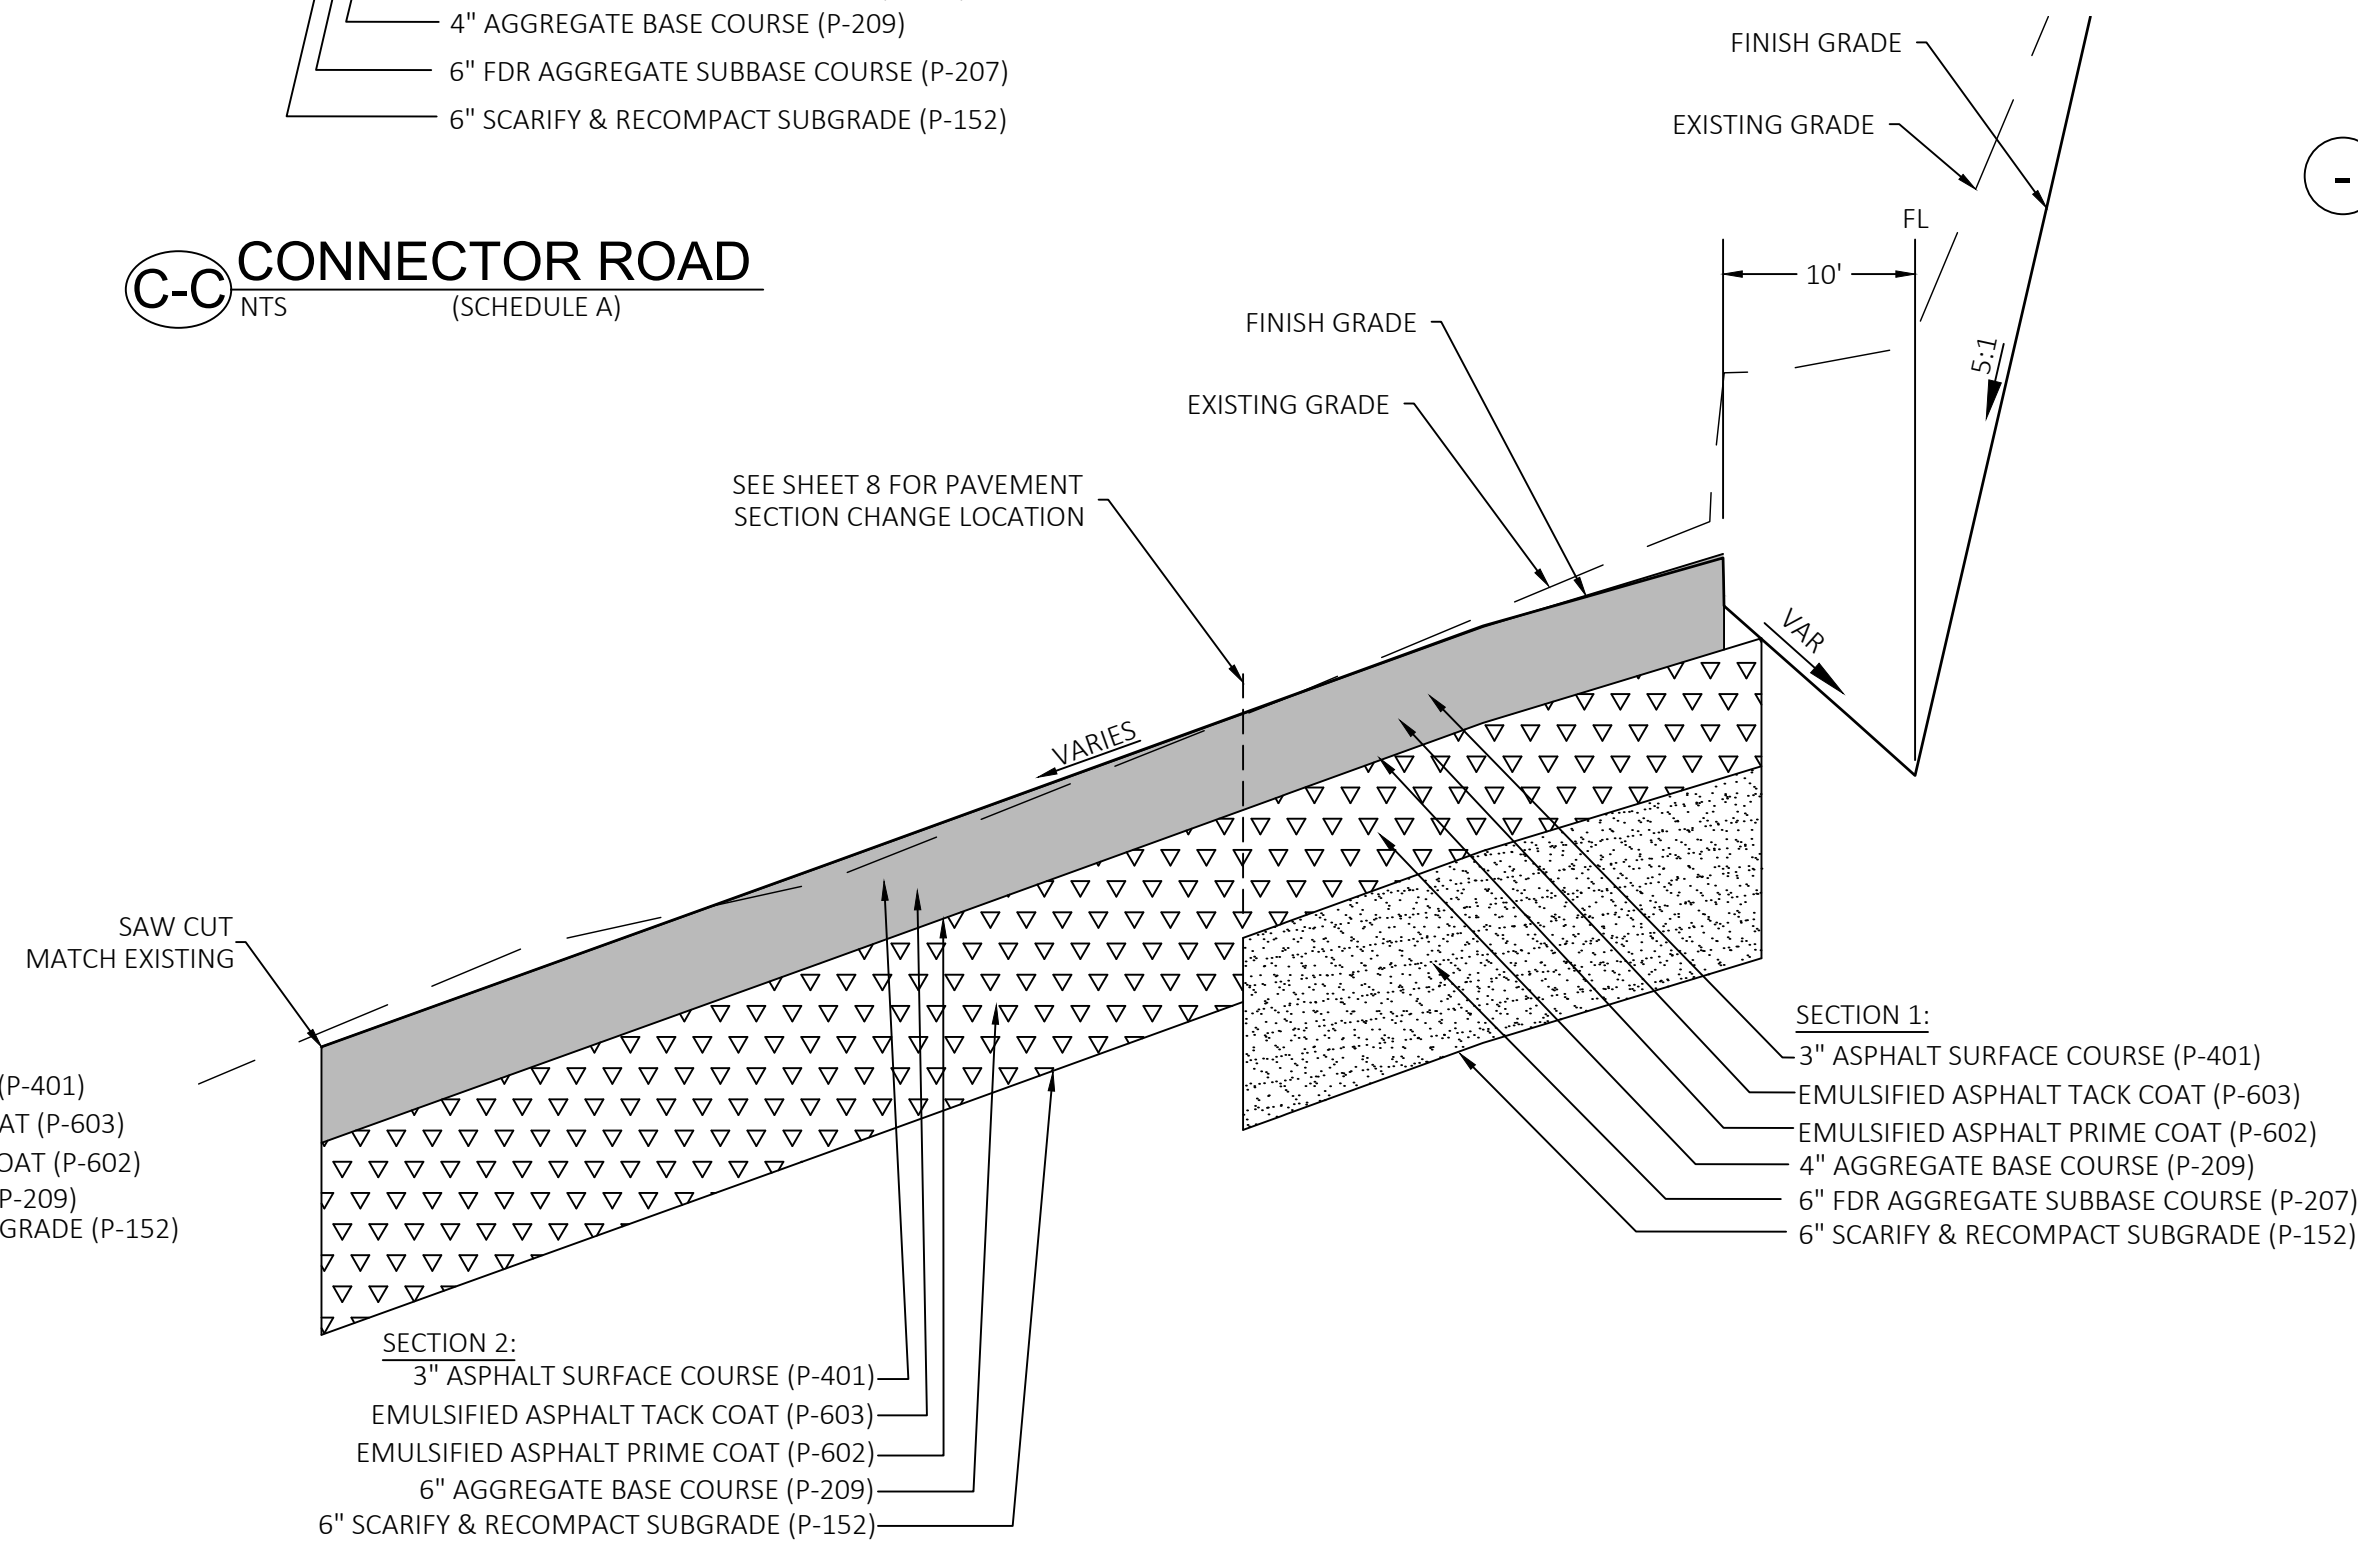 4" AGGREGATE BASE COURSE (P-209)
6" FDR AGGREGATE SUBBASE COURSE (P-207)
6" SCARIFY & RECOMPACT SUBGRADE (P-152)
C-C CONNECTOR ROAD
NTS (SCHEDULE A)
FINISH GRADE
EXISTING GRADE
-
FL
10'
5:1
FINISH GRADE
EXISTING GRADE
SEE SHEET 8 FOR PAVEMENT
SECTION CHANGE LOCATION
VAR
VARIES
SAW CUT
MATCH EXISTING
(P-401)
(P-603)
(P-602)
P-209)
(P-152)
SECTION 1:
3" ASPHALT SURFACE COURSE (P-401)
EMULSIFIED ASPHALT TACK COAT (P-603)
EMULSIFIED ASPHALT PRIME COAT (P-602)
4" AGGREGATE BASE COURSE (P-209)
6" FDR AGGREGATE SUBBASE COURSE (P-207)
6" SCARIFY & RECOMPACT SUBGRADE (P-152)
SECTION 2:
3" ASPHALT SURFACE COURSE (P-401)
EMULSIFIED ASPHALT TACK COAT (P-603)
EMULSIFIED ASPHALT PRIME COAT (P-602)
6" AGGREGATE BASE COURSE (P-209)
6" SCARIFY & RECOMPACT SUBGRADE (P-152)